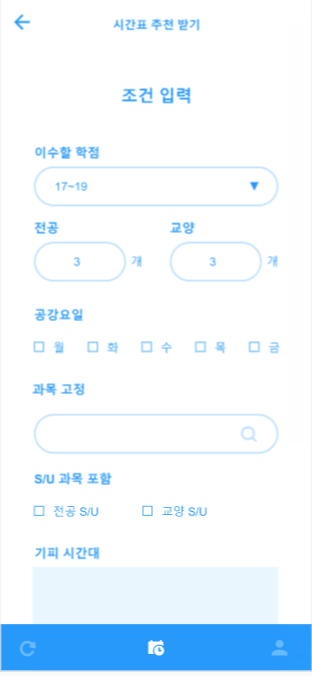 시간표 추천 받기
조건 입력
이수할 학점
17~19
전공 교양
3 개 3 개
공강요일
월 화 수 목 금
과목 고정
S/U 과목 포함
전공 S/U 교양 S/U
기피 시간대